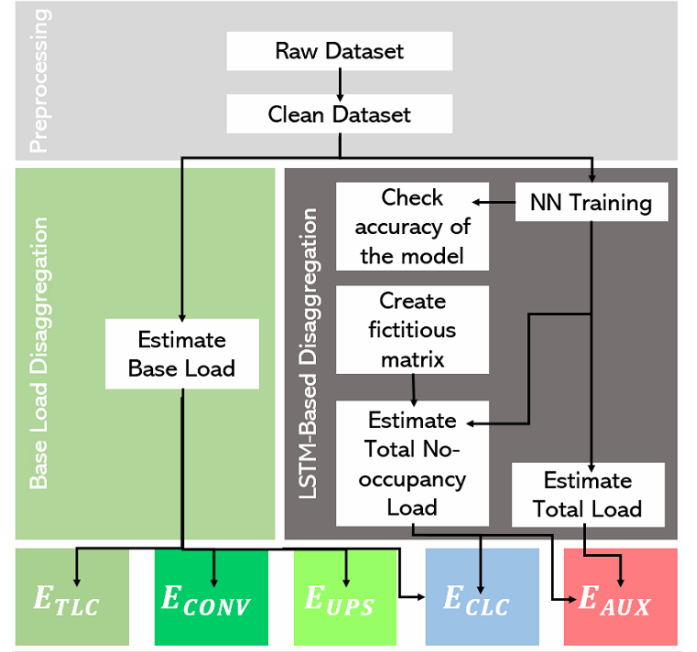 Preprocessing
Raw Dataset
Clean Dataset
Base Load Disaggregation
Estimate
Base Load
LSTM-Based Disaggregation
Check
accuracy of
the model
NN Training
Create
fictitious
matrix
Estimate
Total No-
occupancy
Load
Estimate
Total Load
E_TLC
E_CONV
E_UPS
E_CLC
E_AUX